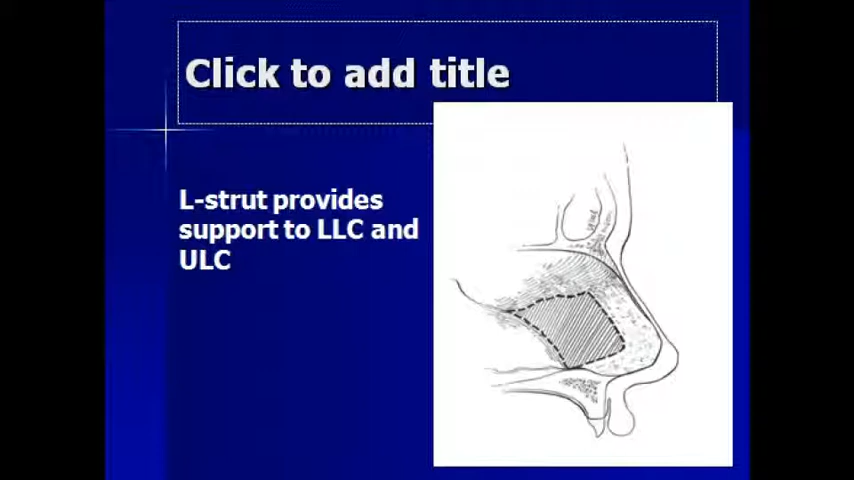 Click to add title
L-strut provides
support to LLC and
ULC